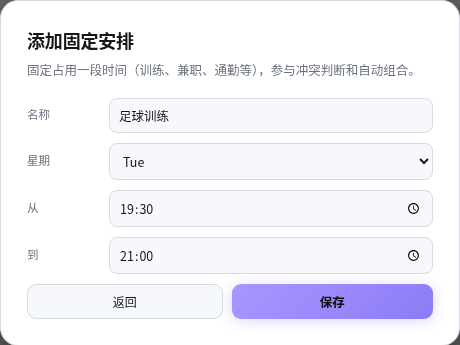 添加固定安排
固定占用一段时间（训练、兼职、通勤等），参与冲突判断和自动组合。
名称
足球训练
星期
Tue
从
19:30
到
21:00
返回
保存